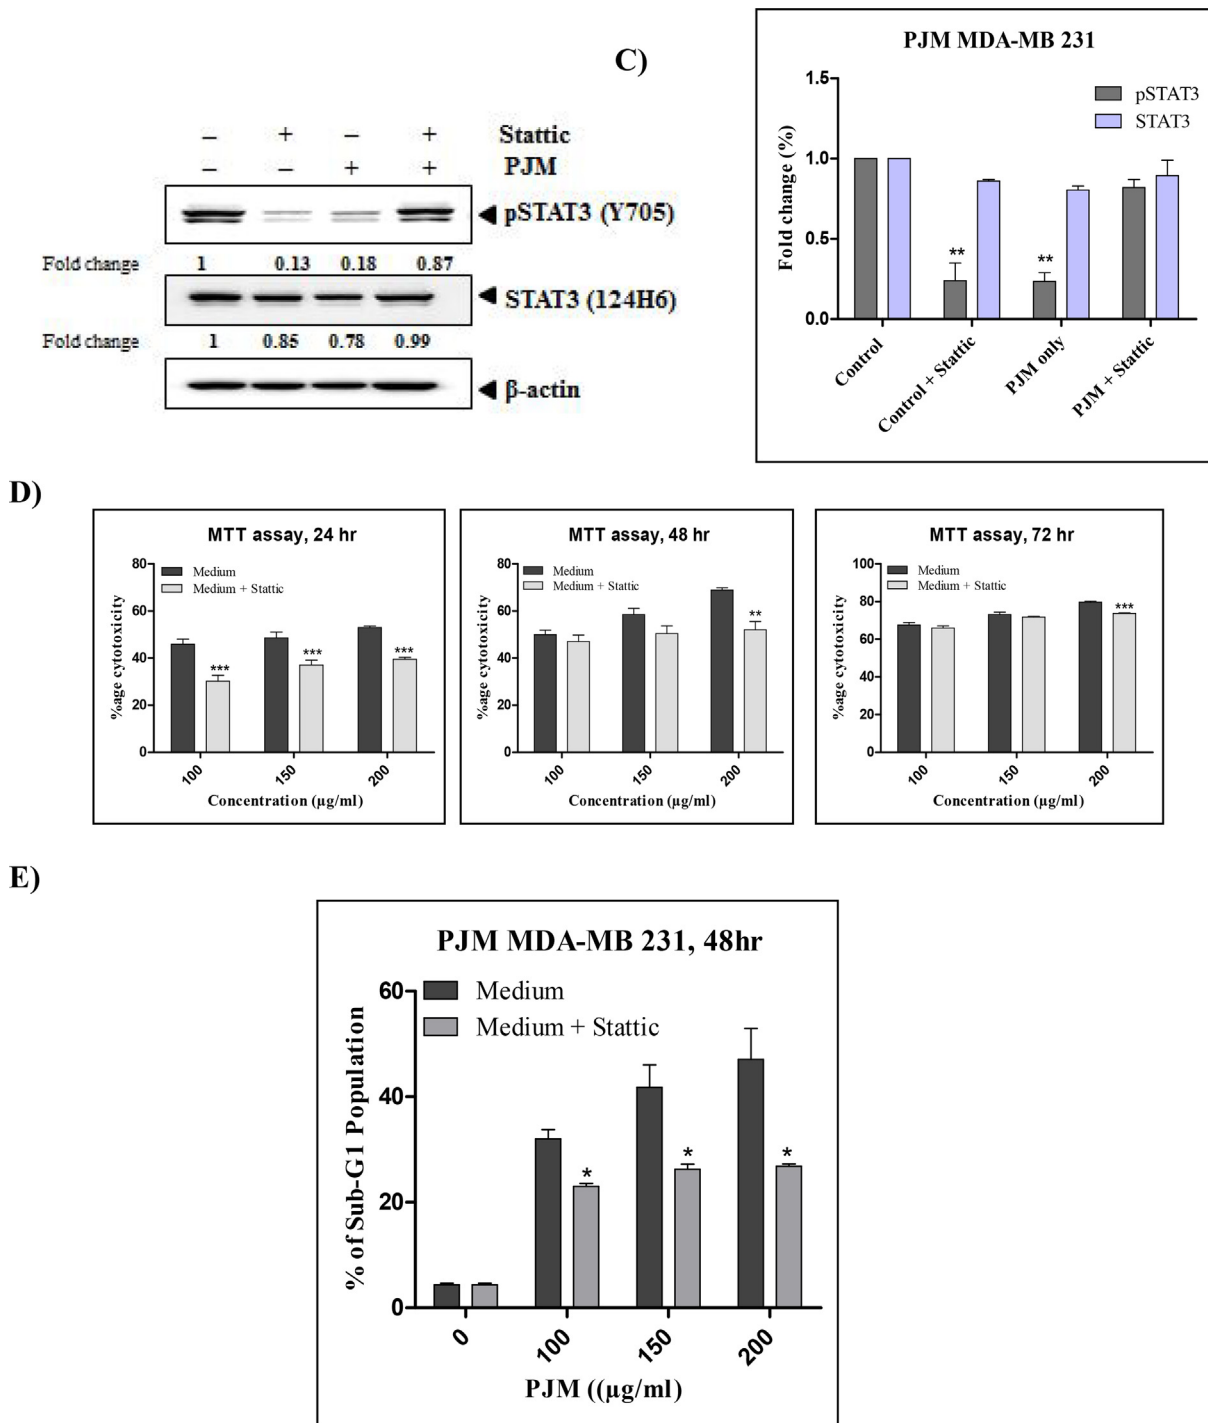 C)
– + – + Stattic
– – + + PJM
pSTAT3 (Y705)
Fold change 1 0.13 0.18 0.87
STAT3 (124H6)
Fold change 1 0.85 0.78 0.99
β-actin
PJM MDA-MB 231
pSTAT3
STAT3
Fold change (%)
1.5
1.0
0.5
0.0
** **
Control
Control + Stattic
PJM only
PJM + Stattic
D)
MTT assay, 24 hr
Medium
Medium + Stattic
%age cytotoxicity
80
60
40
20
0
*** *** ***
100 150 200
Concentration (µg/ml)
MTT assay, 48 hr
Medium
Medium + Stattic
%age cytotoxicity
80
60
40
20
0
**
100 150 200
Concentration (µg/ml)
MTT assay, 72 hr
Medium
Medium + Stattic
%age cytotoxicity
100
80
60
40
20
0
***
100 150 200
Concentration (µg/ml)
E)
PJM MDA-MB 231, 48hr
Medium
Medium + Stattic
% of Sub-G1 Population
60
40
20
0
* * *
0 100 150 200
PJM ((µg/ml)